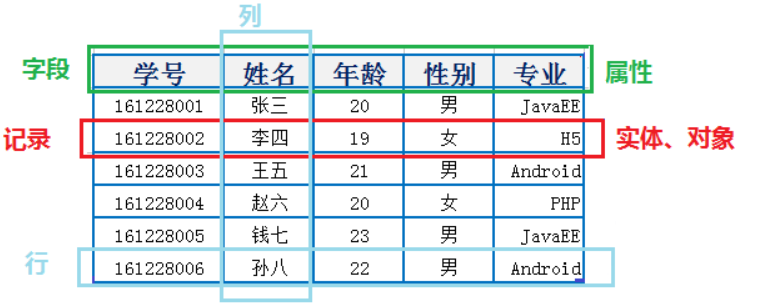 列
字段 学号 姓名 年龄 性别 专业 属性
161228001 张三 20 男 JavaEE
记录 161228002 李四 19 女 H5 实体、对象
161228003 王五 21 男 Android
161228004 赵六 20 女 PHP
161228005 钱七 23 男 JavaEE
行 161228006 孙八 22 男 Android